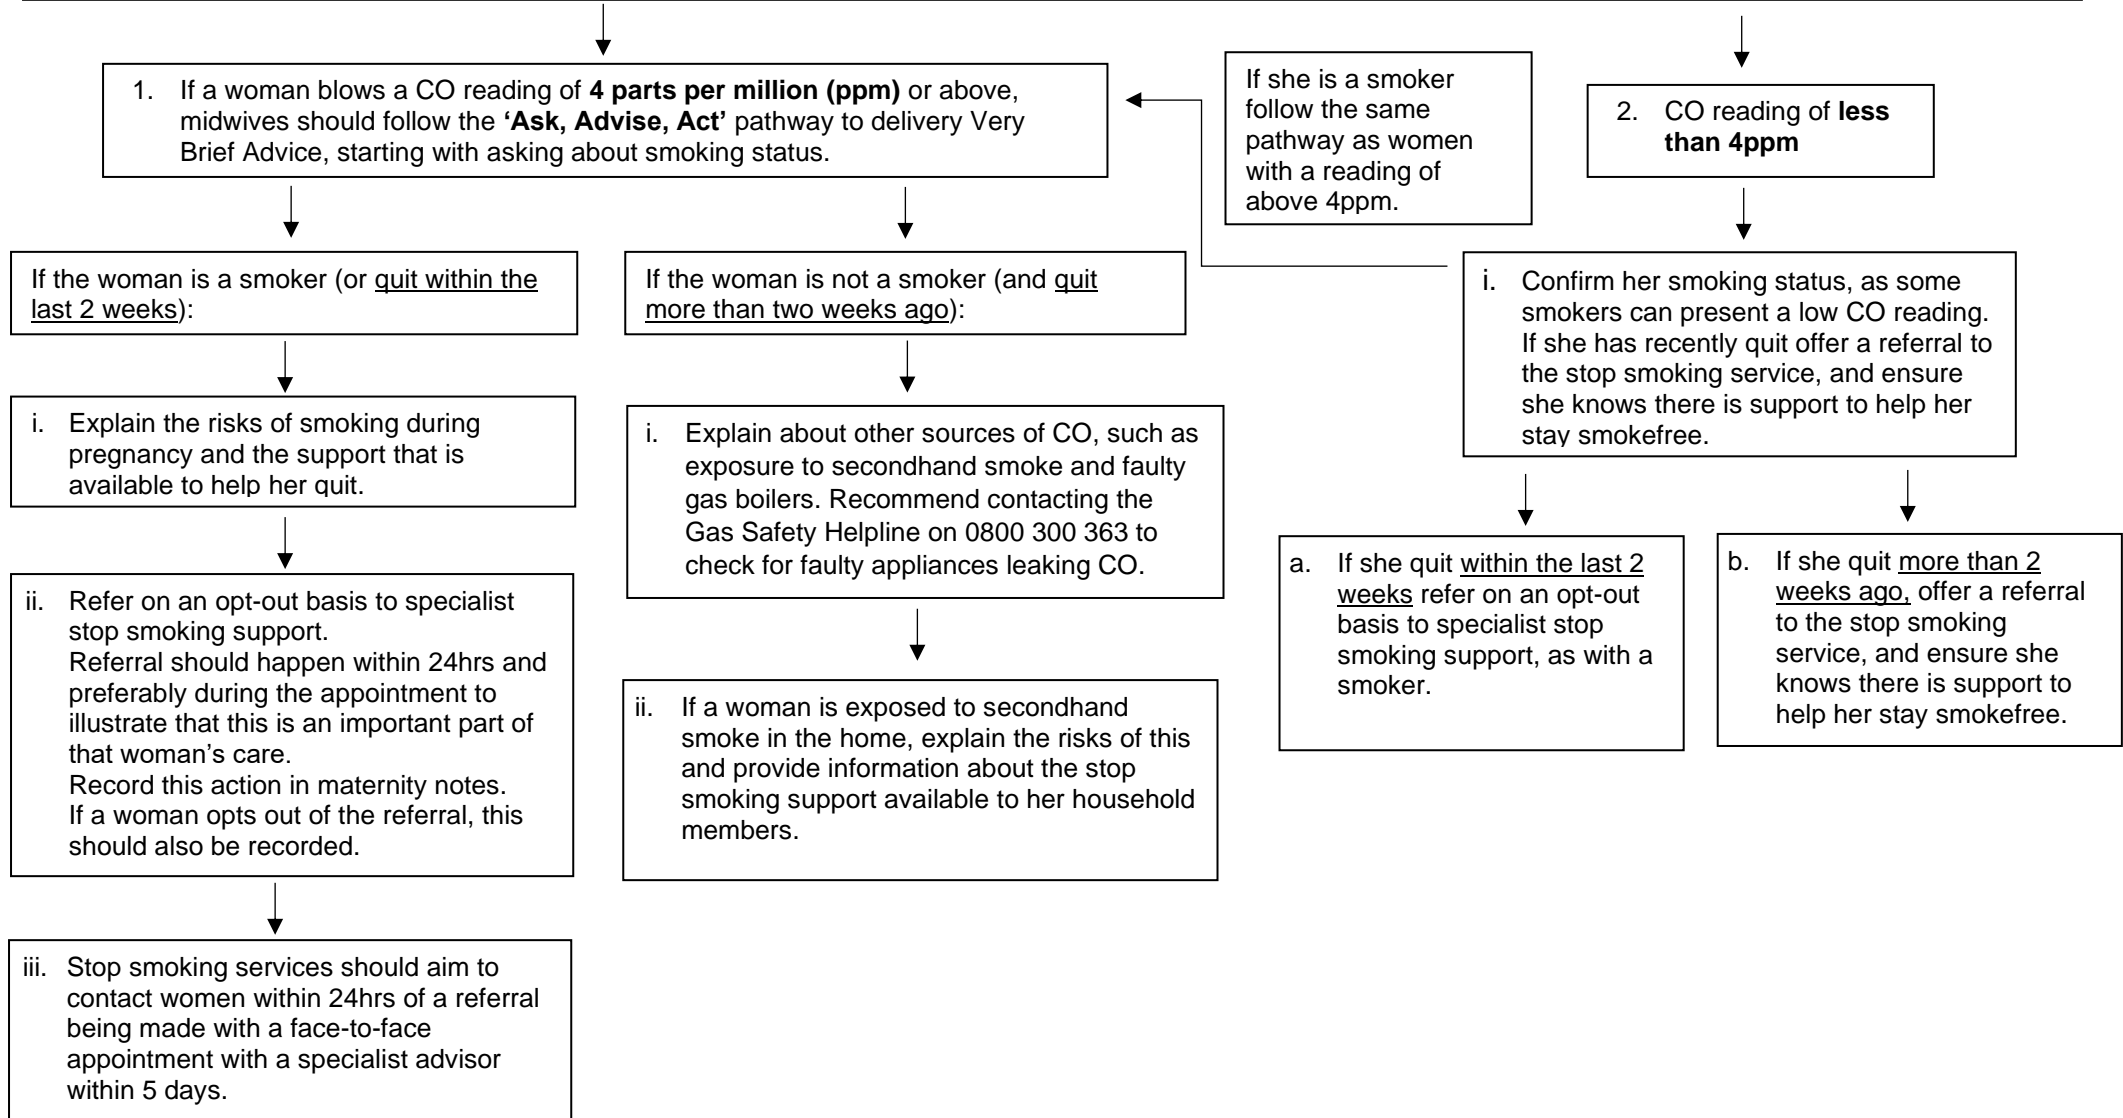 1. If a woman blows a CO reading of 4 parts per million (ppm) or above,
midwives should follow the ‘Ask, Advise, Act’ pathway to delivery Very
Brief Advice, starting with asking about smoking status.
If she is a smoker
follow the same
pathway as women
with a reading of
above 4ppm.
2. CO reading of less
than 4ppm
If the woman is a smoker (or quit within the
last 2 weeks):
If the woman is not a smoker (and quit
more than two weeks ago):
i. Confirm her smoking status, as some
smokers can present a low CO reading.
If she has recently quit offer a referral to
the stop smoking service, and ensure
she knows there is support to help her
stay smokefree.
i. Explain the risks of smoking during
pregnancy and the support that is
available to help her quit.
i. Explain about other sources of CO, such as
exposure to secondhand smoke and faulty
gas boilers. Recommend contacting the
Gas Safety Helpline on 0800 300 363 to
check for faulty appliances leaking CO.
a. If she quit within the last 2
weeks refer on an opt-out
basis to specialist stop
smoking support, as with a
smoker.
b. If she quit more than 2
weeks ago, offer a referral
to the stop smoking
service, and ensure she
knows there is support to
help her stay smokefree.
ii. Refer on an opt-out basis to specialist
stop smoking support.
Referral should happen within 24hrs and
preferably during the appointment to
illustrate that this is an important part of
that woman’s care.
Record this action in maternity notes.
If a woman opts out of the referral, this
should also be recorded.
ii. If a woman is exposed to secondhand
smoke in the home, explain the risks of this
and provide information about the stop
smoking support available to her household
members.
iii. Stop smoking services should aim to
contact women within 24hrs of a referral
being made with a face-to-face
appointment with a specialist advisor
within 5 days.